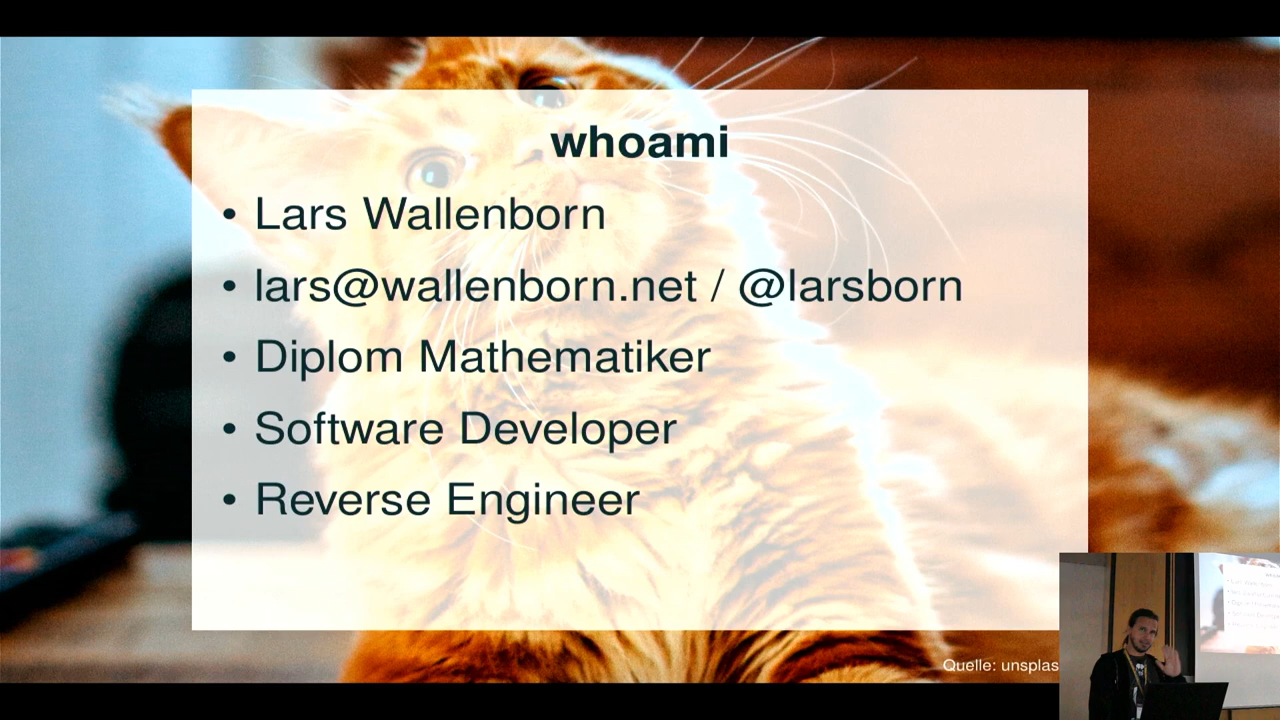 whoami
• Lars Wallenborn
• lars@wallenborn.net / @larsborn
• Diplom Mathematiker
• Software Developer
• Reverse Engineer
Quelle: unsplas